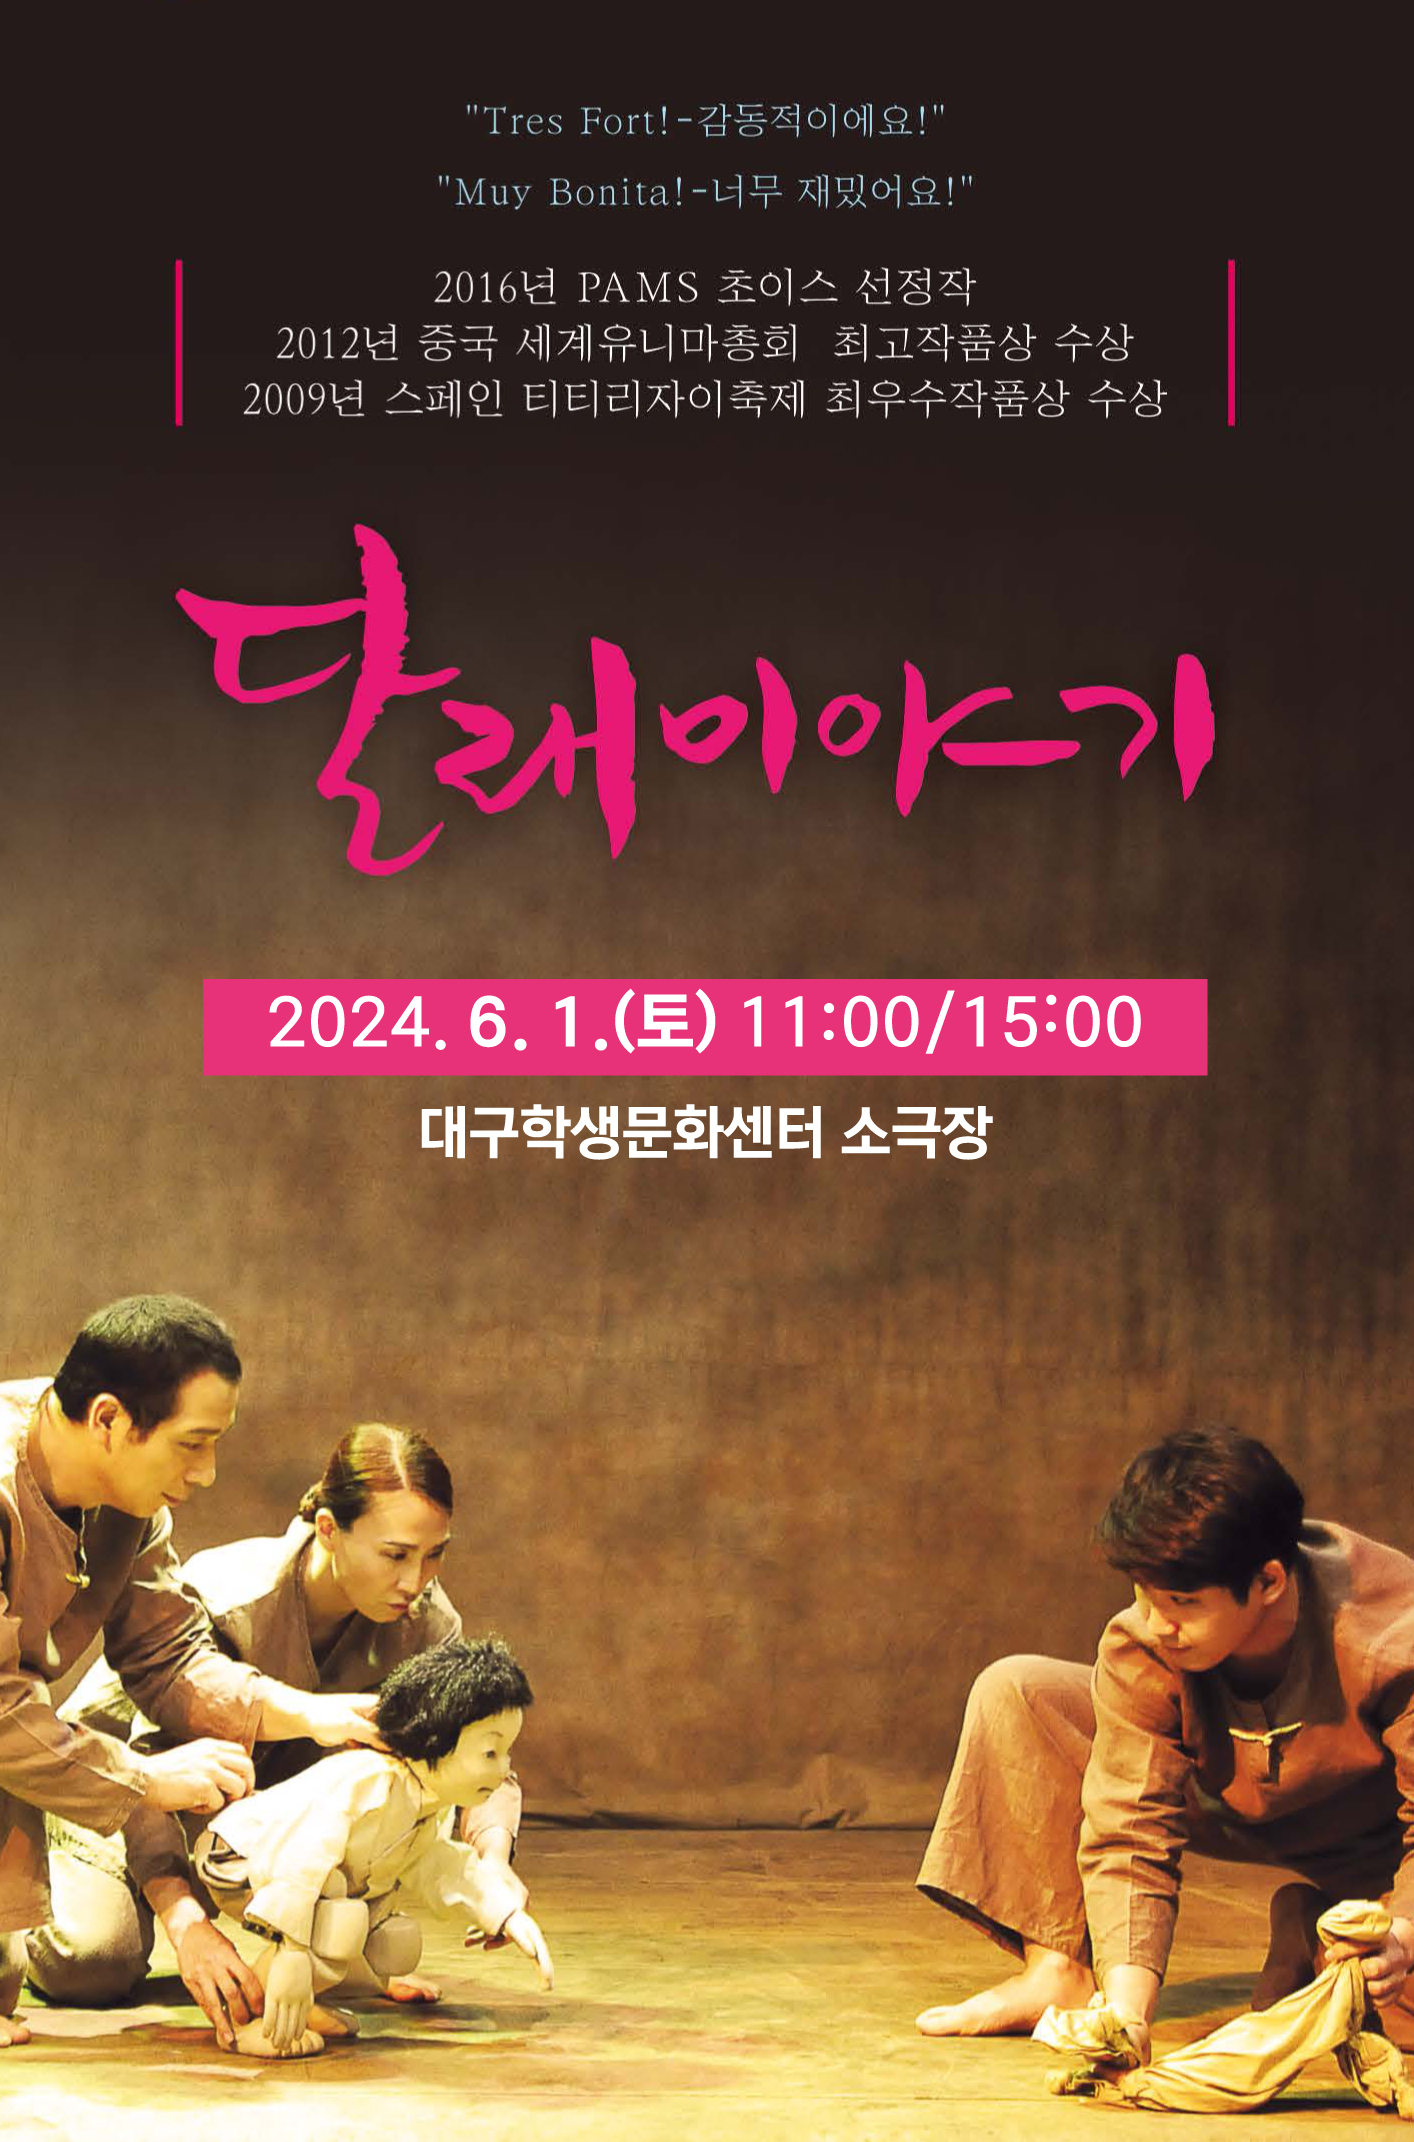 "Tres Fort!-감동적이에요!"
"Muy Bonita!-너무 재밌어요!"
2016년 PAMS 초이스 선정작
2012년 중국 세계유니마총회 최고작품상 수상
2009년 스페인 티티리자이축제 최우수작품상 수상
달래이야기
2024. 6. 1.(토) 11:00/15:00
대구학생문화센터 소극장